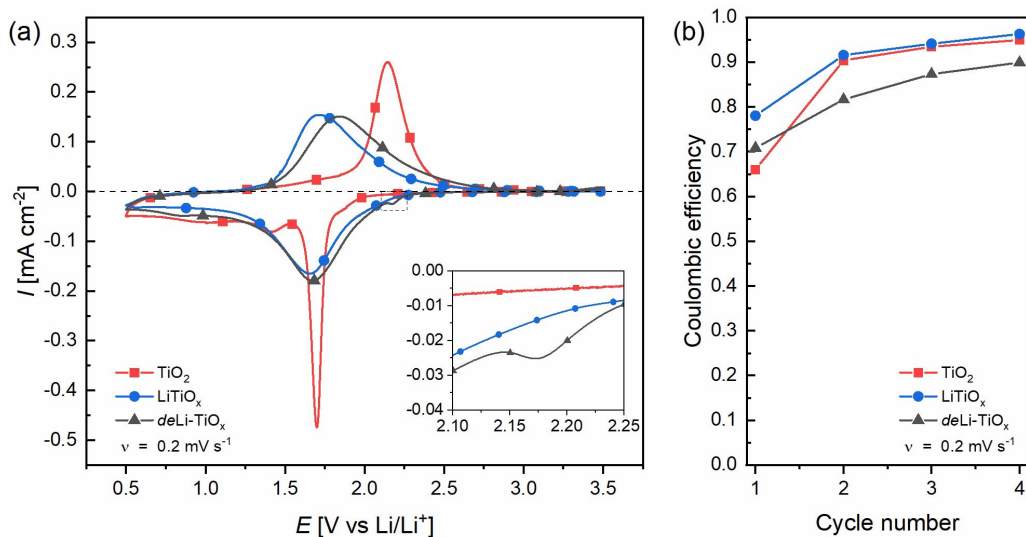 (a)
I [mA cm⁻²]
0.3
0.2
0.1
0.0
-0.1
-0.2
-0.3
-0.4
-0.5
TiO₂
LiTiOₓ
deLi-TiOₓ
ν = 0.2 mV s⁻¹
0.00
-0.01
-0.02
-0.03
-0.04
2.10 2.15 2.20 2.25
0.5 1.0 1.5 2.0 2.5 3.0 3.5
E [V vs Li/Li⁺]
(b)
Coulombic efficiency
1.0
0.9
0.8
0.7
0.6
0.5
0.4
0.3
0.2
0.1
0.0
TiO₂
LiTiOₓ
deLi-TiOₓ
ν = 0.2 mV s⁻¹
1 2 3 4
Cycle number